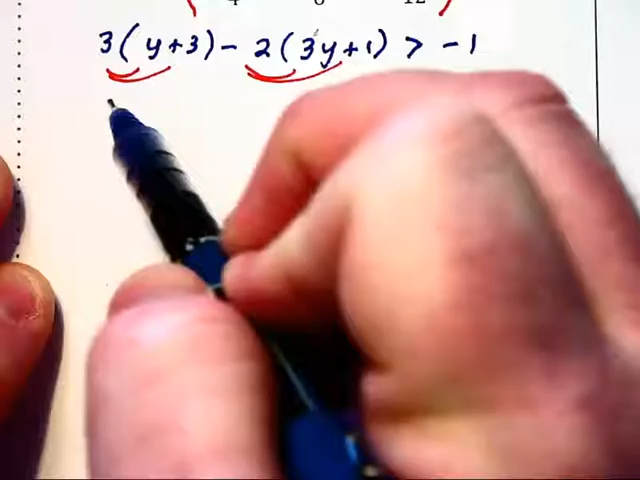 3(y+3) - 2(3y+1) > -1